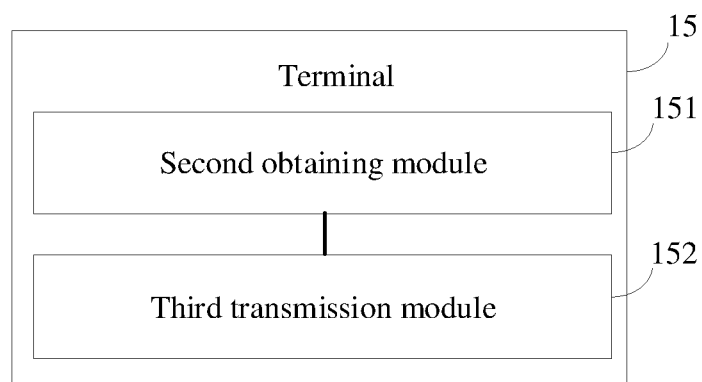 15
Terminal
151
Second obtaining module
152
Third transmission module